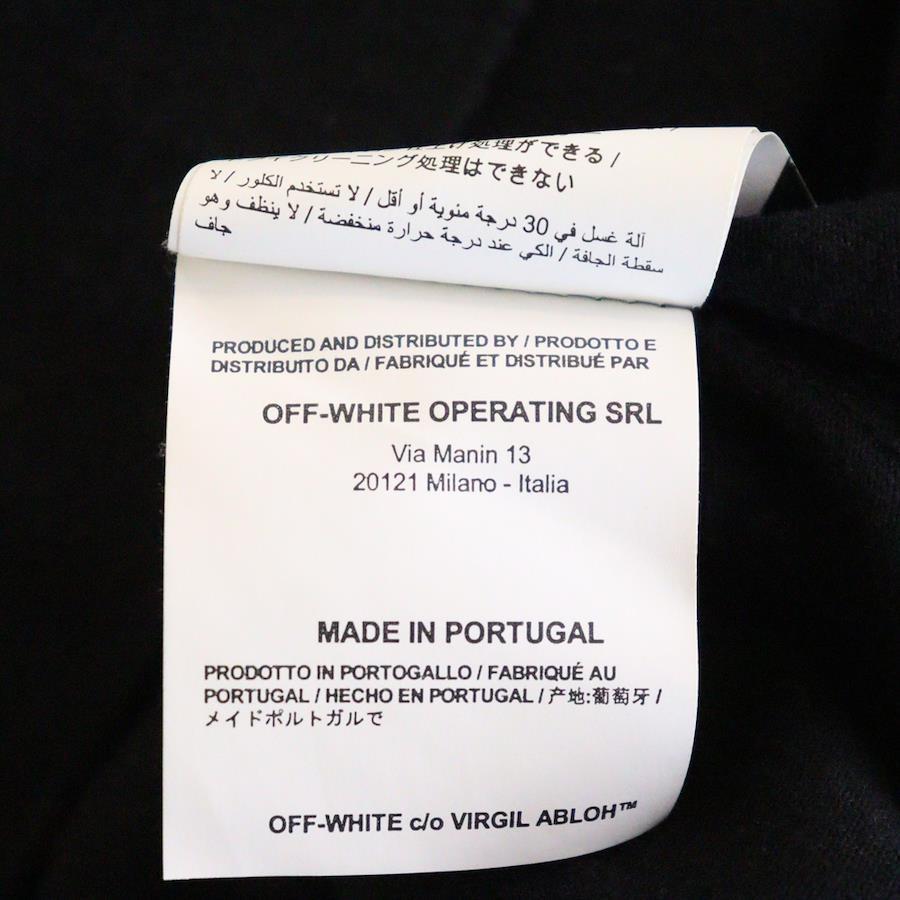 処理ができる /
クリーニング処理はできない
آلة غسل في 30 درجة مئوية أو أقل / لا تستخدم الكلور / لا
سقطة الجافة / الكي عند درجة حرارة منخفضة / لا ينظف وهو
جاف
PRODUCED AND DISTRIBUTED BY / PRODOTTO E
DISTRIBUITO DA / FABRIQUÉ ET DISTRIBUÉ PAR
OFF-WHITE OPERATING SRL
Via Manin 13
20121 Milano - Italia
MADE IN PORTUGAL
PRODOTTO IN PORTOGALLO / FABRIQUÉ AU
PORTUGAL / HECHO EN PORTUGAL / 产地:葡萄牙 /
メイドポルトガルで
OFF-WHITE c/o VIRGIL ABLOH™